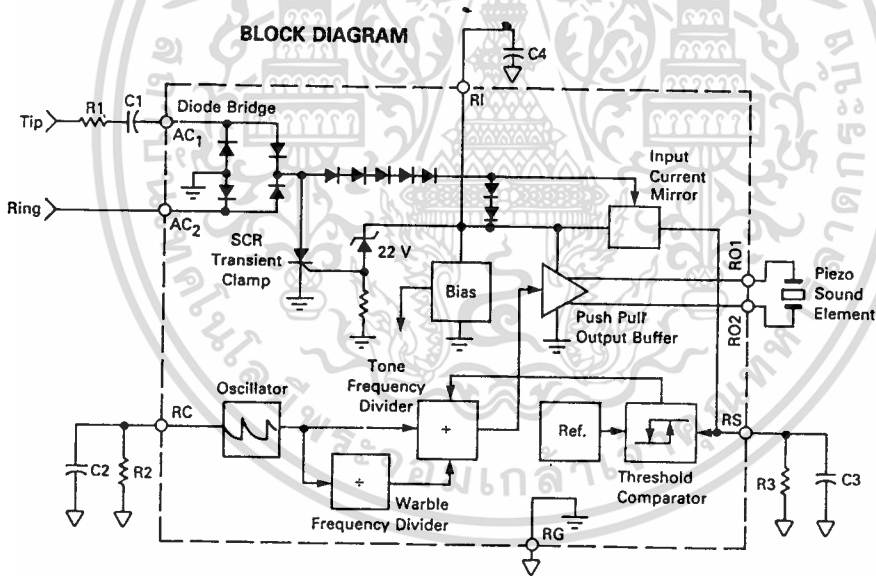 BLOCK DIAGRAM
C4
RI
R1
C1
Diode Bridge
Tip
AC1
Input
Current
Mirror
Ring
AC2
SCR
Transient
Clamp
22 V
Bias
RO1
Piezo
Sound
Element
RO2
Push Pull
Output Buffer
Tone
Frequency
Divider
Oscillator
RC
÷
Ref.
RS
C2
R2
÷
Warble
Frequency Divider
Threshold
Comparator
R3
C3
RG